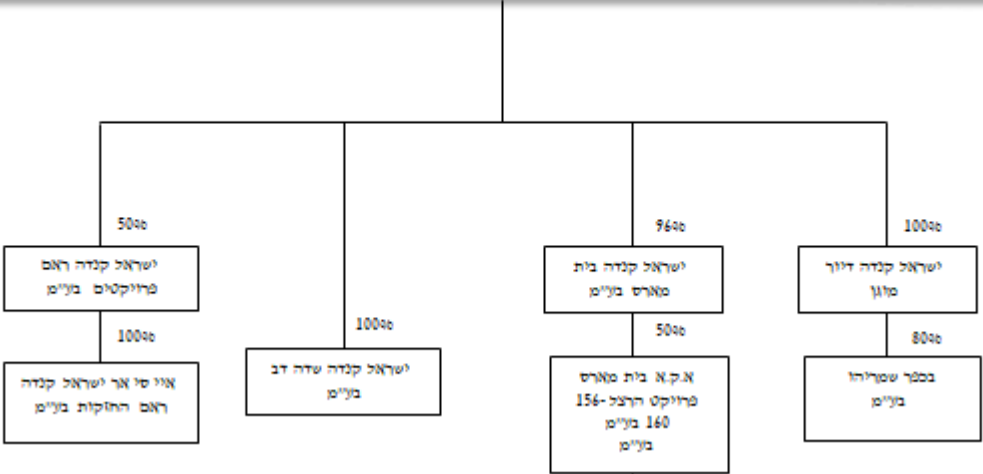 100%
ישראל קנדה דיור
מוגן
80%
בכפר שמריהו
בע"מ
96%
ישראל קנדה בית
מארס בע"מ
50%
א.ק.א בית מארס
פרויקט הרצל 156-
160 בע"מ
בע"מ
100%
ישראל קנדה שדה דב
בע"מ
50%
ישראל קנדה ראם
פרויקטים בע"מ
100%
איי סי אר ישראל קנדה
ראם החזקות בע"מ